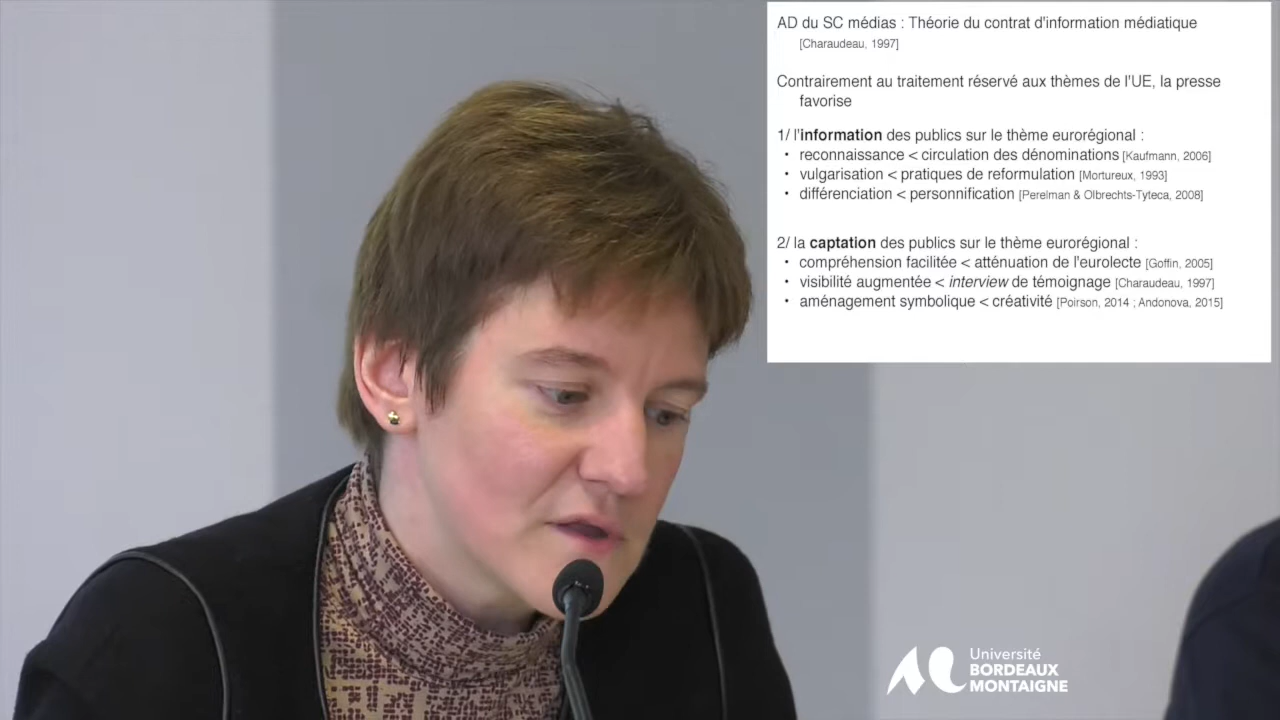 AD du SC médias : Théorie du contrat d'information médiatique
[Charaudeau, 1997]
Contrairement au traitement réservé aux thèmes de l'UE, la presse
favorise
1/ l'information des publics sur le thème eurorégional :
• reconnaissance < circulation des dénominations [Kaufmann, 2006]
• vulgarisation < pratiques de reformulation [Mortureux, 1993]
• différenciation < personnification [Perelman & Olbrechts-Tyteca, 2008]
2/ la captation des publics sur le thème eurorégional :
• compréhension facilitée < atténuation de l'eurolecte [Goffin, 2005]
• visibilité augmentée < interview de témoignage [Charaudeau, 1997]
• aménagement symbolique < créativité [Poirson, 2014 ; Andonova, 2015]
Université
BORDEAUX
MONTAIGNE